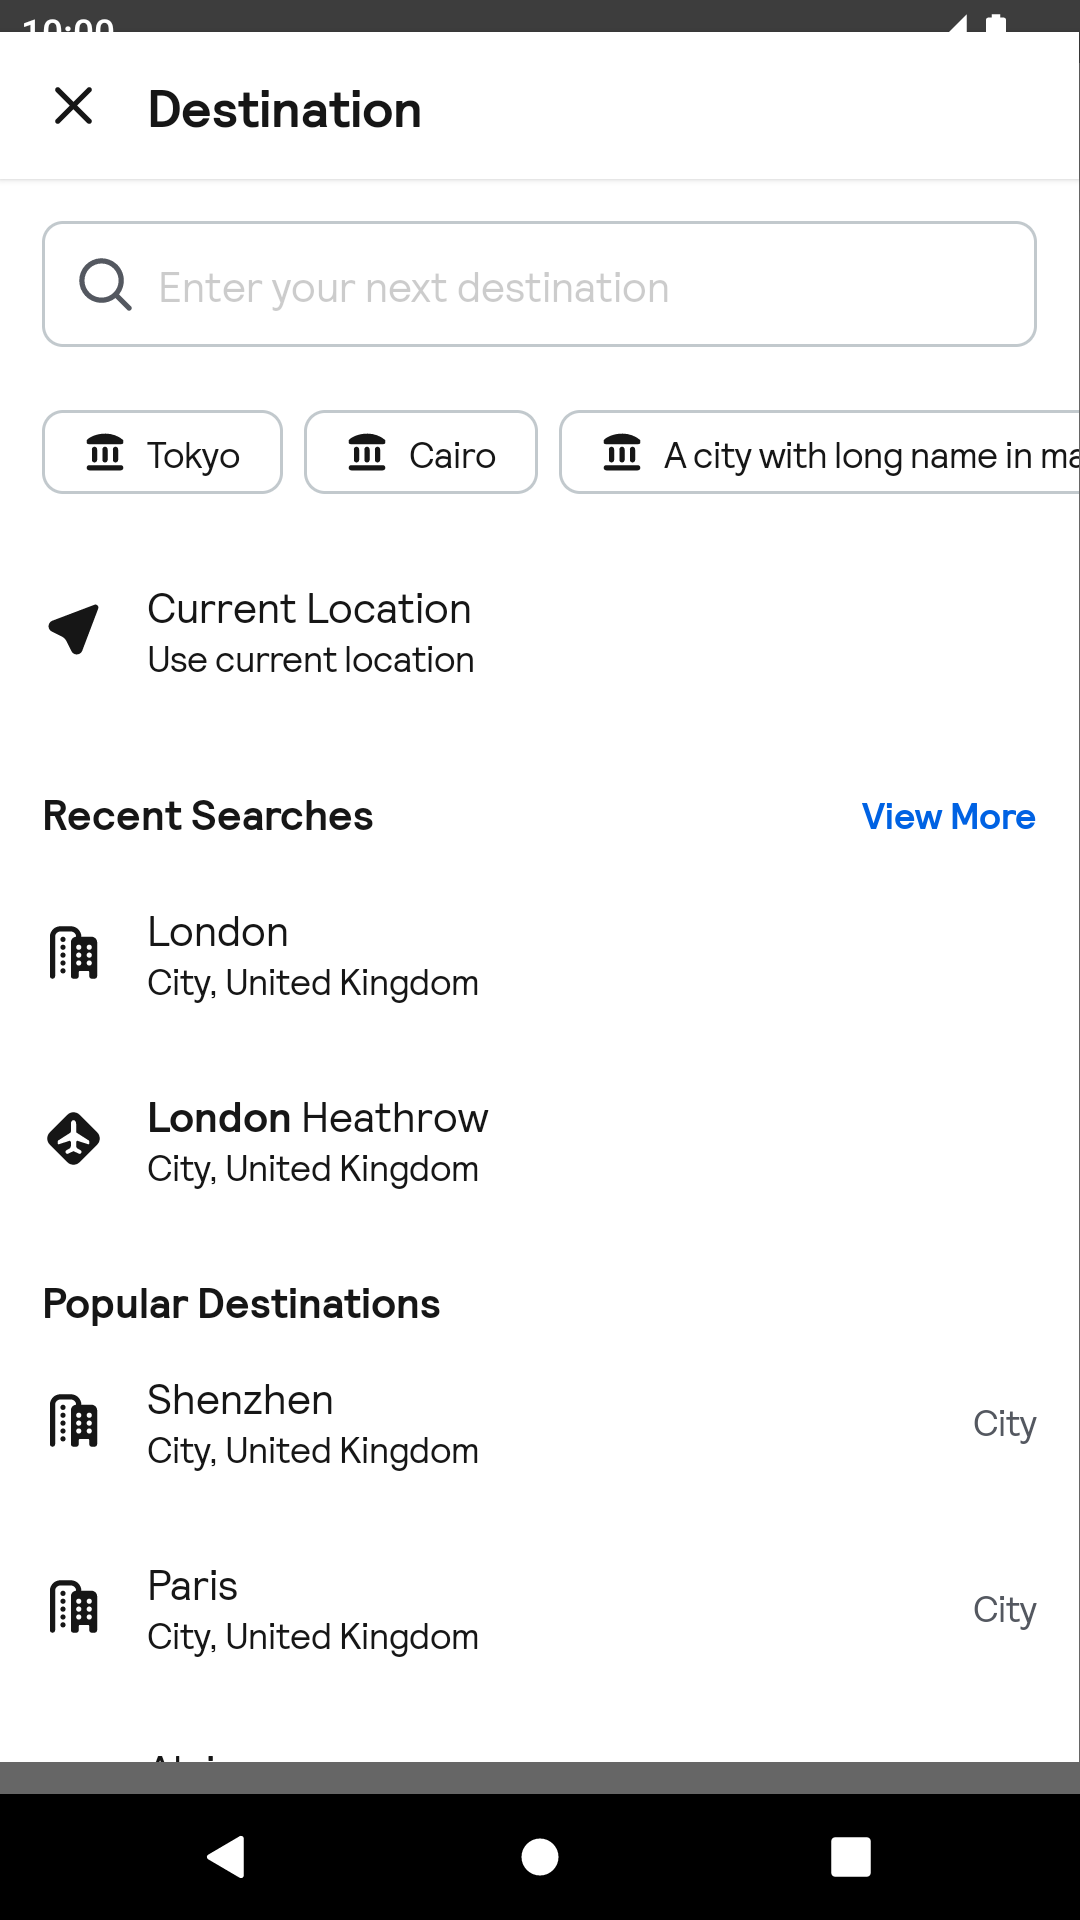 10:00
Destination
Enter your next destination
Tokyo
Cairo
A city with long name in ma
Current Location
Use current location
Recent Searches
View More
London
City, United Kingdom
London Heathrow
City, United Kingdom
Popular Destinations
Shenzhen
City, United Kingdom
City
Paris
City, United Kingdom
City